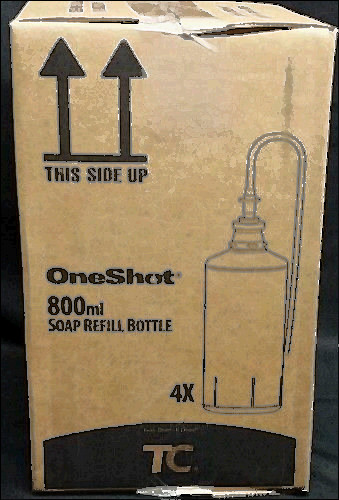 THIS SIDE UP
OneShot®
800ml
SOAP REFILL BOTTLE
4X
TC®